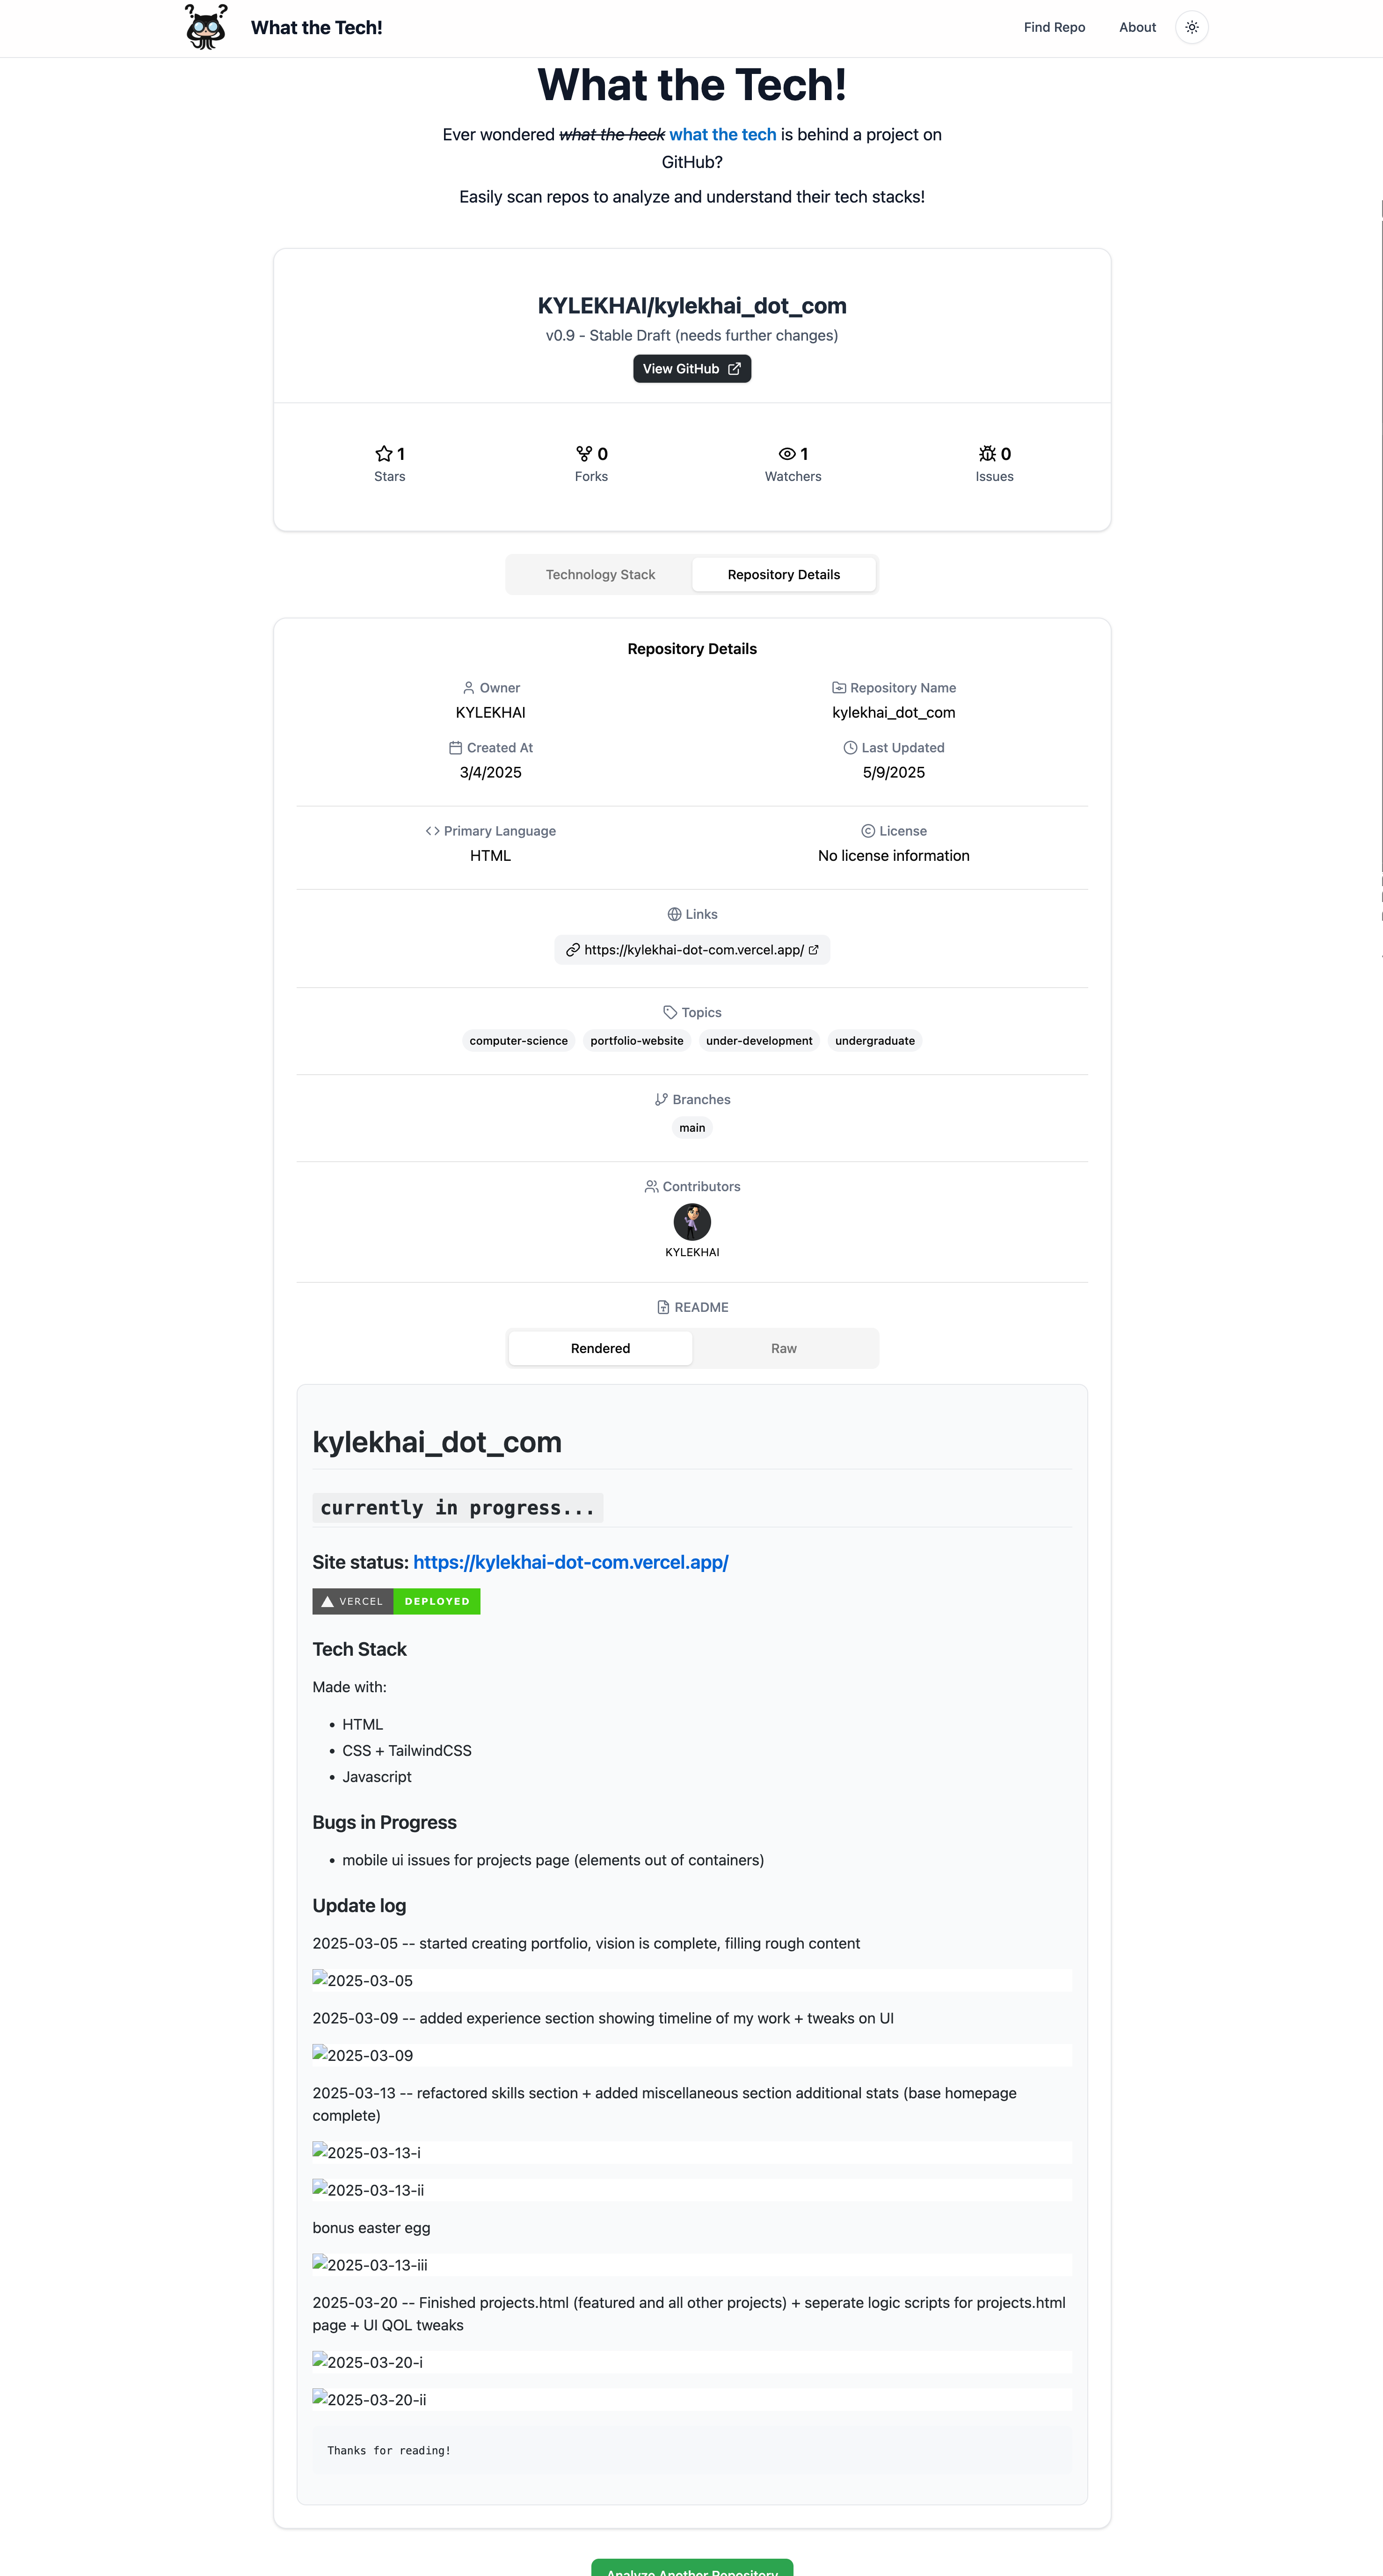 What the Tech!
Find Repo
About
What the Tech!
Ever wondered what the heck what the tech is behind a project on
GitHub?
Easily scan repos to analyze and understand their tech stacks!
KYLEKHAI/kylekhai_dot_com
v0.9 - Stable Draft (needs further changes)
View GitHub
1
Stars
0
Forks
1
Watchers
0
Issues
Technology Stack
Repository Details
Repository Details
Owner
KYLEKHAI
Repository Name
kylekhai_dot_com
Created At
3/4/2025
Last Updated
5/9/2025
Primary Language
HTML
License
No license information
Links
https://kylekhai-dot-com.vercel.app/
Topics
computer-science
portfolio-website
under-development
undergraduate
Branches
main
Contributors
KYLEKHAI
README
Rendered
Raw
kylekhai_dot_com
currently in progress...
Site status: https://kylekhai-dot-com.vercel.app/
VERCEL DEPLOYED
Tech Stack
Made with:
• HTML
• CSS + TailwindCSS
• Javascript
Bugs in Progress
• mobile ui issues for projects page (elements out of containers)
Update log
2025-03-05 -- started creating portfolio, vision is complete, filling rough content
2025-03-05
2025-03-09 -- added experience section showing timeline of my work + tweaks on UI
2025-03-09
2025-03-13 -- refactored skills section + added miscellaneous section additional stats (base homepage
complete)
2025-03-13-i
2025-03-13-ii
bonus easter egg
2025-03-13-iii
2025-03-20 -- Finished projects.html (featured and all other projects) + seperate logic scripts for projects.html
page + UI QOL tweaks
2025-03-20-i
2025-03-20-ii
Thanks for reading!
Analyze Another Repository